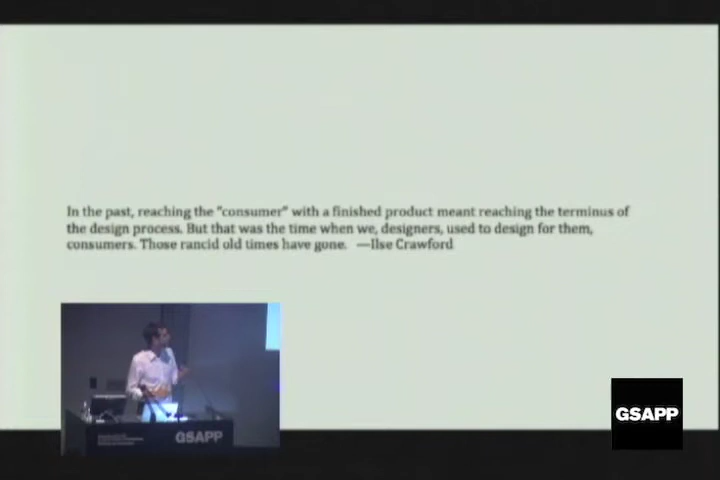 In the past, reaching the "consumer" with a finished product meant reaching the terminus of
the design process. But that was the time when we, designers, used to design for them,
consumers. Those rancid old times have gone. —Ilse Crawford
GSAPP
GSAPP